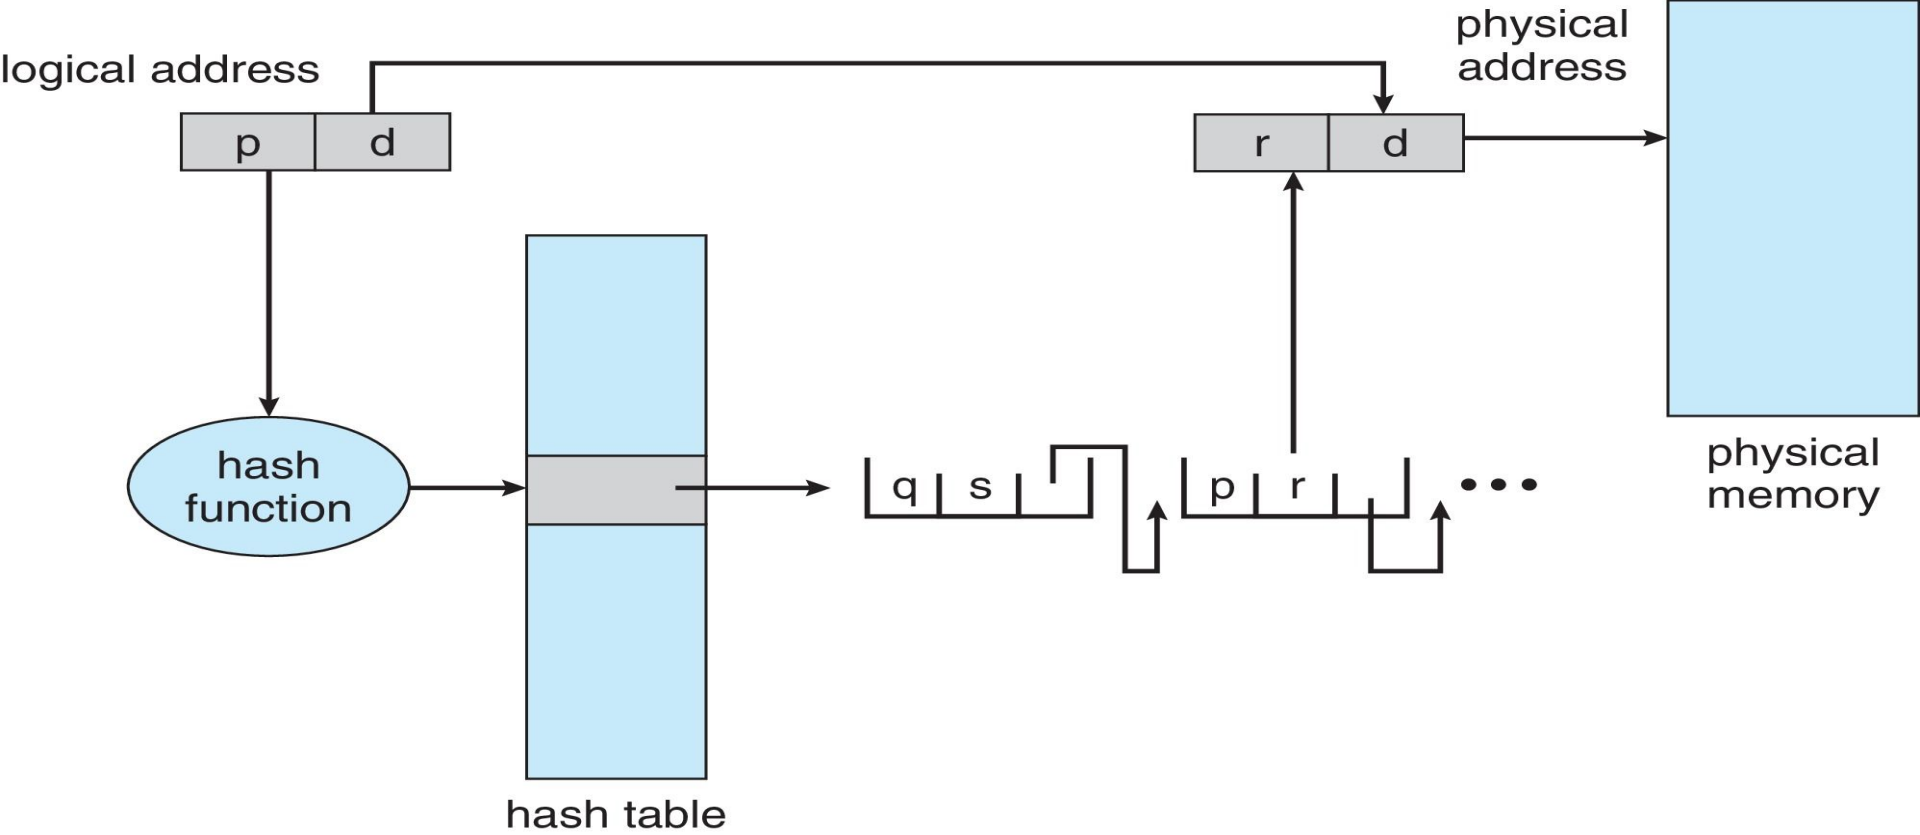 logical address
physical
address
p d
r d
hash
function
q s
p r
•••
physical
memory
hash table